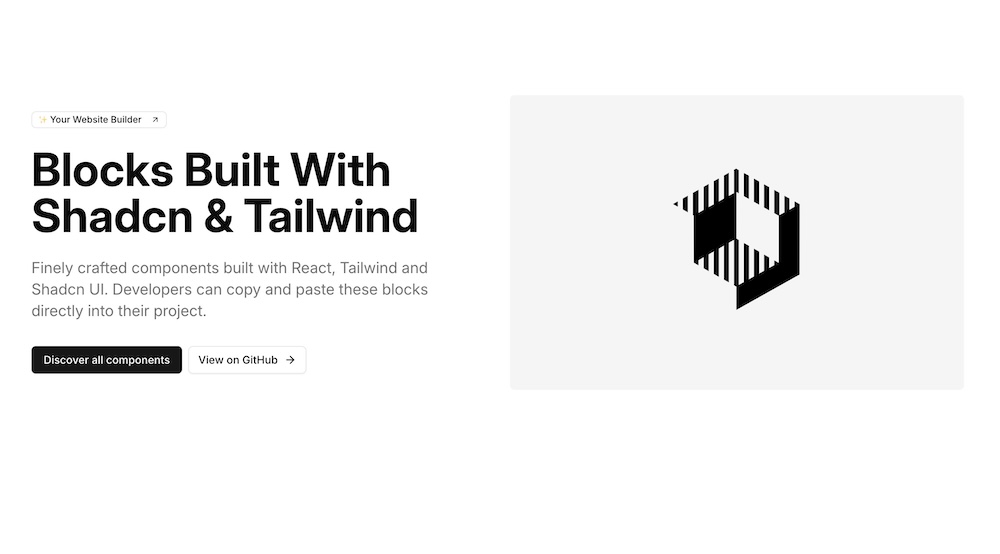 ✨ Your Website Builder
Blocks Built With
Shadcn & Tailwind
Finely crafted components built with React, Tailwind and
Shadcn UI. Developers can copy and paste these blocks
directly into their project.
Discover all components
View on GitHub